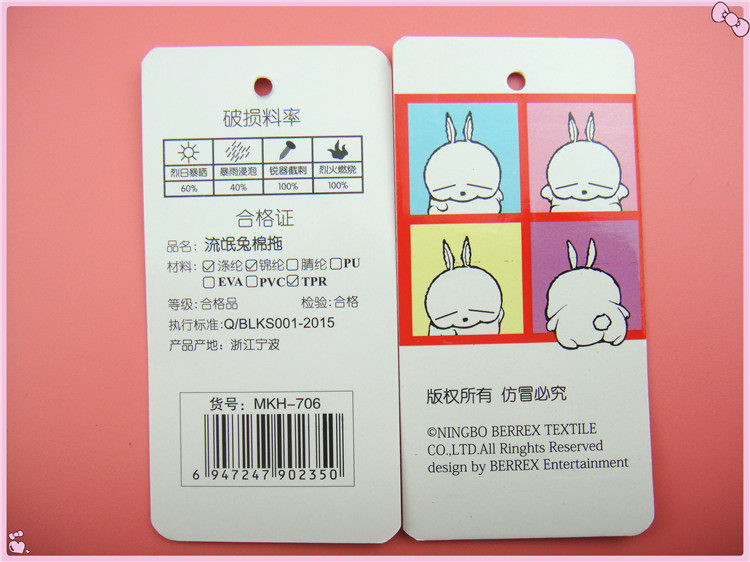 破损料率
烈日暴晒 暴雨浸泡 锐器截刺 烈火燃烧
60% 40% 100% 100%
合格证
品名: 流氓兔棉拖
材料: ☑涤纶☑锦纶☐腈纶☐PU
☐EVA☐PVC☑TPR
等级:合格品 检验:合格
执行标准:Q/BLKS001-2015
产品产地: 浙江宁波
货号: MKH-706
6 947247 902350
版权所有 仿冒必究
©NINGBO BERREX TEXTILE
CO.,LTD.All Ringhts Reserved
design by BERREX Entertainment